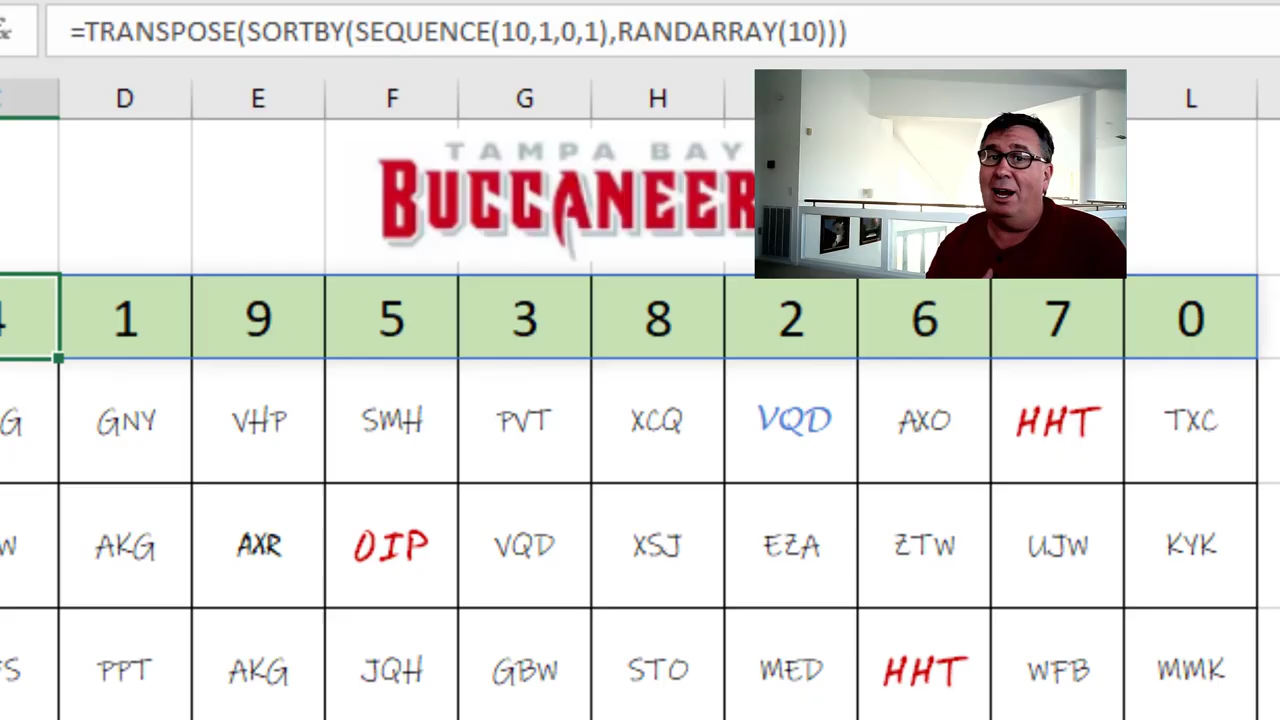 =TRANSPOSE(SORTBY(SEQUENCE(10,1,0,1),RANDARRAY(10)))
D E F G H L
TAMPA BAY
BUCCANEER
4 1 9 5 3 8 2 6 7 0
G GNY VHP SMH PVT XCQ VQD AXO HHT TXC
W AKG AXR OIP VQD XSJ EZA ZTW UJW KYK
FS PPT AKG JQH GBW STO MED HHT WFB MMK